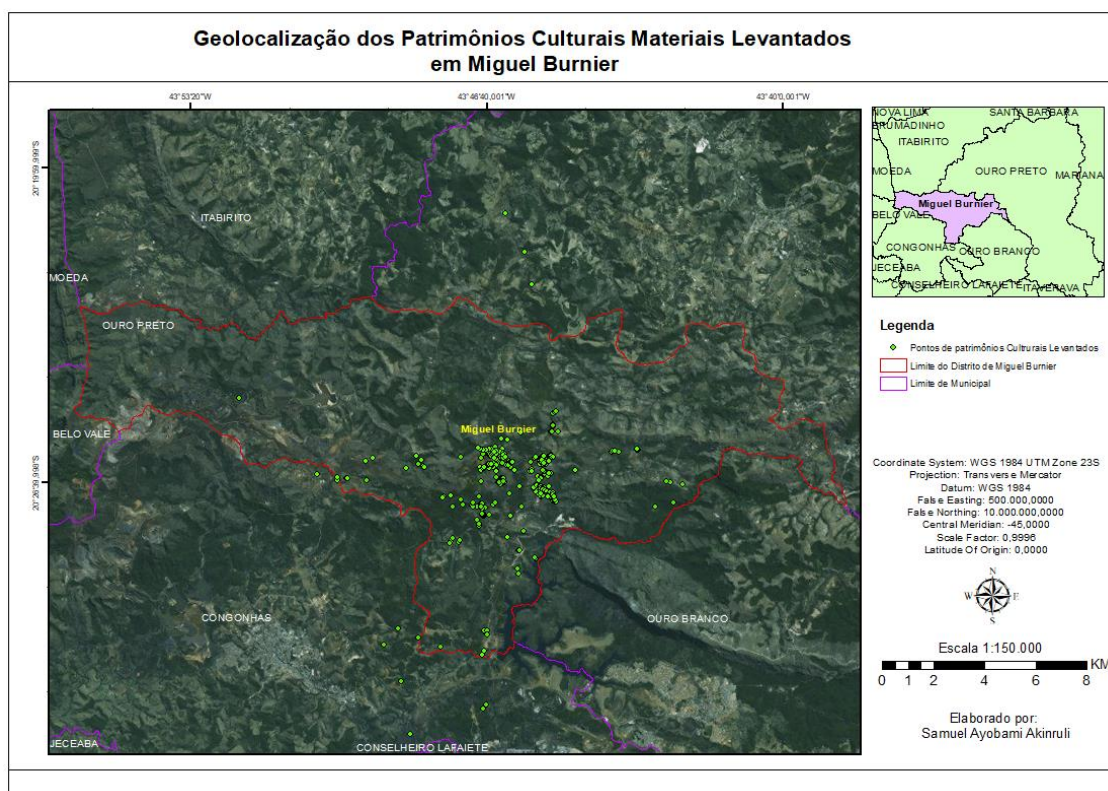 Geolocalização dos Patrimônios Culturais Materiais Levantados
em Miguel Burnier
43°53'20"W
43°46'40,001"W
43°40'0,001"W
20°19'59,999"S
20°26'39,998"S
ITABIRITO
MOEDA
OURO PRETO
BELO VALE
Miguel Burnier
CONGONHAS
OURO BRANCO
JECEABA
CONSELHEIRO LAFAIETE
NOVA LIMA
SANTA BARBARA
BRUMADINHO
ITABIRITO
MOEDA
OURO PRETO
MARIANA
Miguel Burnier
BELO VALE
CONGONHAS
OURO BRANCO
JECEABA
CONSELHEIRO LAFAIETE
ITAVERAVA
Legenda
Pontos de patrimônios Culturais Levantados
Limite do Distrito de Miguel Burnier
Limite de Municipal
Coordinate System: WGS 1984 UTM Zone 23S
Projection: Transverse Mercator
Datum: WGS 1984
False Easting: 500.000,0000
False Northing: 10.000.000,0000
Central Meridian: -45,0000
Scale Factor: 0,9996
Latitude Of Origin: 0,0000
N
W E
S
Escala 1:150.000
KM
0 1 2 4 6 8
Elaborado por:
Samuel Ayobami Akinruli